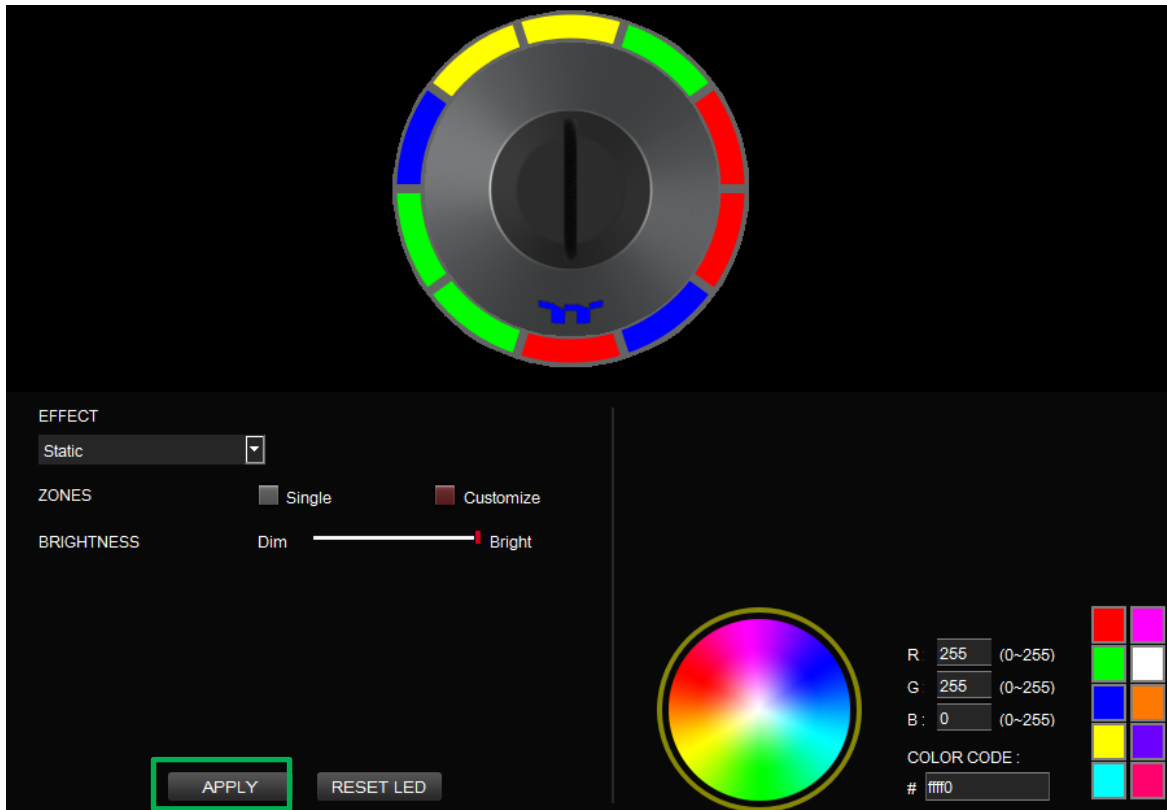 EFFECT
Static
ZONES Single Customize
BRIGHTNESS Dim Bright
R 255 (0~255)
G 255 (0~255)
B : 0 (0~255)
COLOR CODE :
# ffff0
APPLY RESET LED